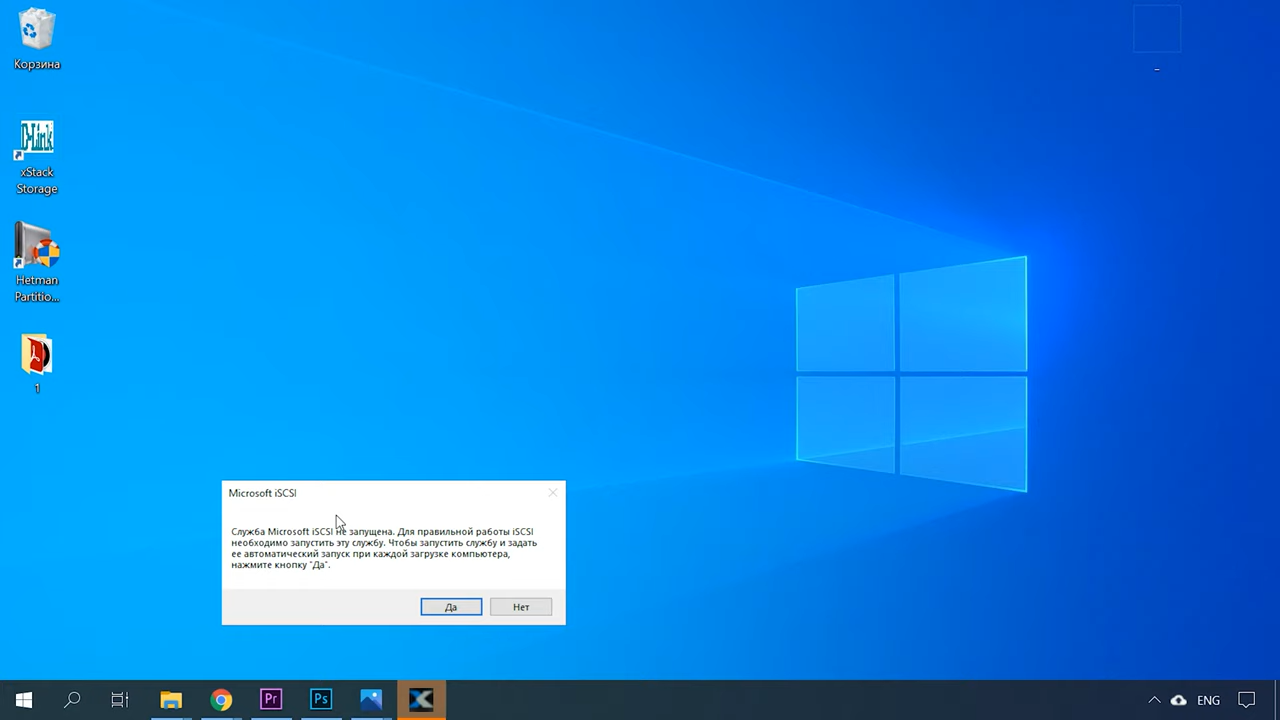 Корзина
D-Link
xStack
Storage
Hetman
Partitio...
1
_
Microsoft iSCSI
Служба Microsoft iSCSI не запущена. Для правильной работы iSCSI
необходимо запустить эту службу. Чтобы запустить службу и задать
ее автоматический запуск при каждой загрузке компьютера,
нажмите кнопку "Да".
Да
Нет
Pr
Ps
ENG